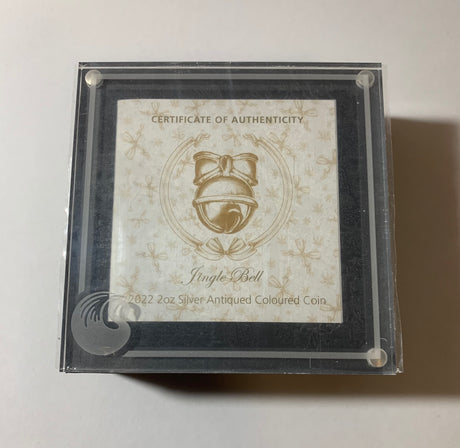 CERTIFICATE OF AUTHENTICITY
Jingle Bell
2022 2oz Silver Antiqued Coloured Coin